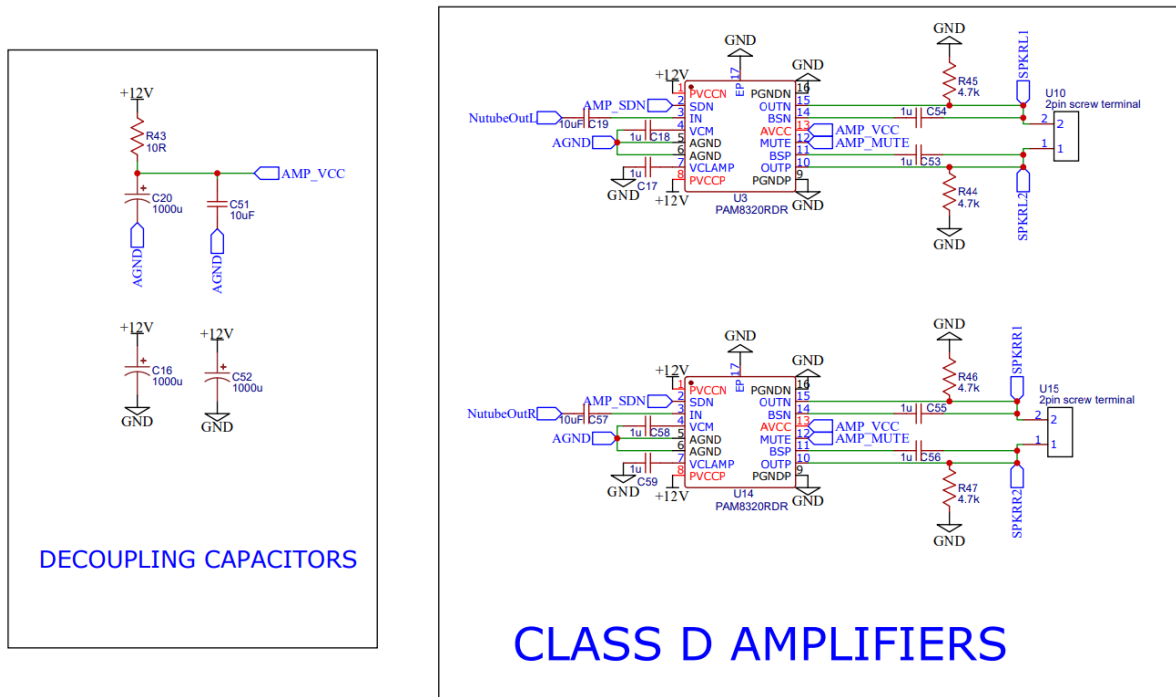 +12V
R43
10R
AMP_VCC
C20
1000u
C51
10uF
AGND
AGND
+12V
+12V
C16
1000u
C52
1000u
GND
GND
DECOUPLING CAPACITORS
GND
GND
GND
SPKRL1
+12V
EP
17
1
PVCCN
PGNDN
16
R45
4.7k
AMP_SDN
2
SDN
OUTN
15
U10
2pin screw terminal
NutubeOutL
10uF
C19
3
IN
BSN
14
1u
C54
4
VCM
AVCC
13
AMP_VCC
2
2
1u
C18
AGND
5
AGND
MUTE
12
AMP_MUTE
6
AGND
BSP
11
1
1
1u
C53
7
VCLAMP
OUTP
10
1u
C17
8
PVCCP
PGNDP
9
R44
4.7k
GND
+12V
U3
PAM8320RDR
GND
GND
SPKRL2
GND
GND
GND
SPKRR1
+12V
EP
17
1
PVCCN
PGNDN
16
R46
4.7k
AMP_SDN
2
SDN
OUTN
15
U15
2pin screw terminal
NutubeOutR
10uF
C57
3
IN
BSN
14
1u
C55
4
VCM
AVCC
13
AMP_VCC
2
2
1u
C58
AGND
5
AGND
MUTE
12
AMP_MUTE
6
AGND
BSP
11
1
1
1u
C56
7
VCLAMP
OUTP
10
1u
C59
8
PVCCP
PGNDP
9
R47
4.7k
GND
+12V
U14
PAM8320RDR
GND
GND
SPKRR2
CLASS D AMPLIFIERS